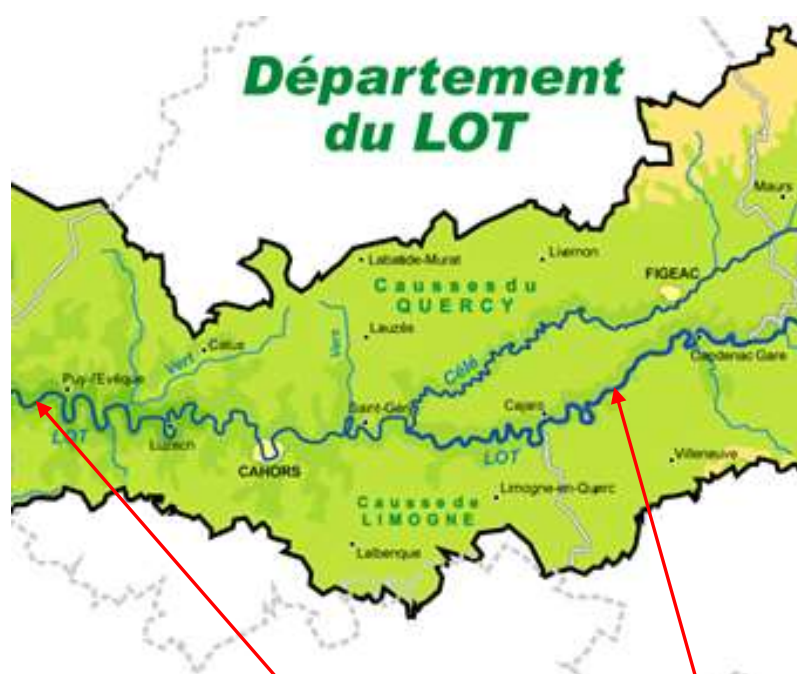 Département
du LOT
Maurs
Labastide-Murat
Livernon
FIGEAC
Causses du
QUERCY
Lauzès
Catus
Vert
Vers
Célé
Capdenac Gare
Puy-l'Evêque
Saint-Géry
Cajarc
LOT
Luzech
LOT
Villeneuve
CAHORS
Limogne-en-Querc
Causse de
LIMOGNE
Lalbenque